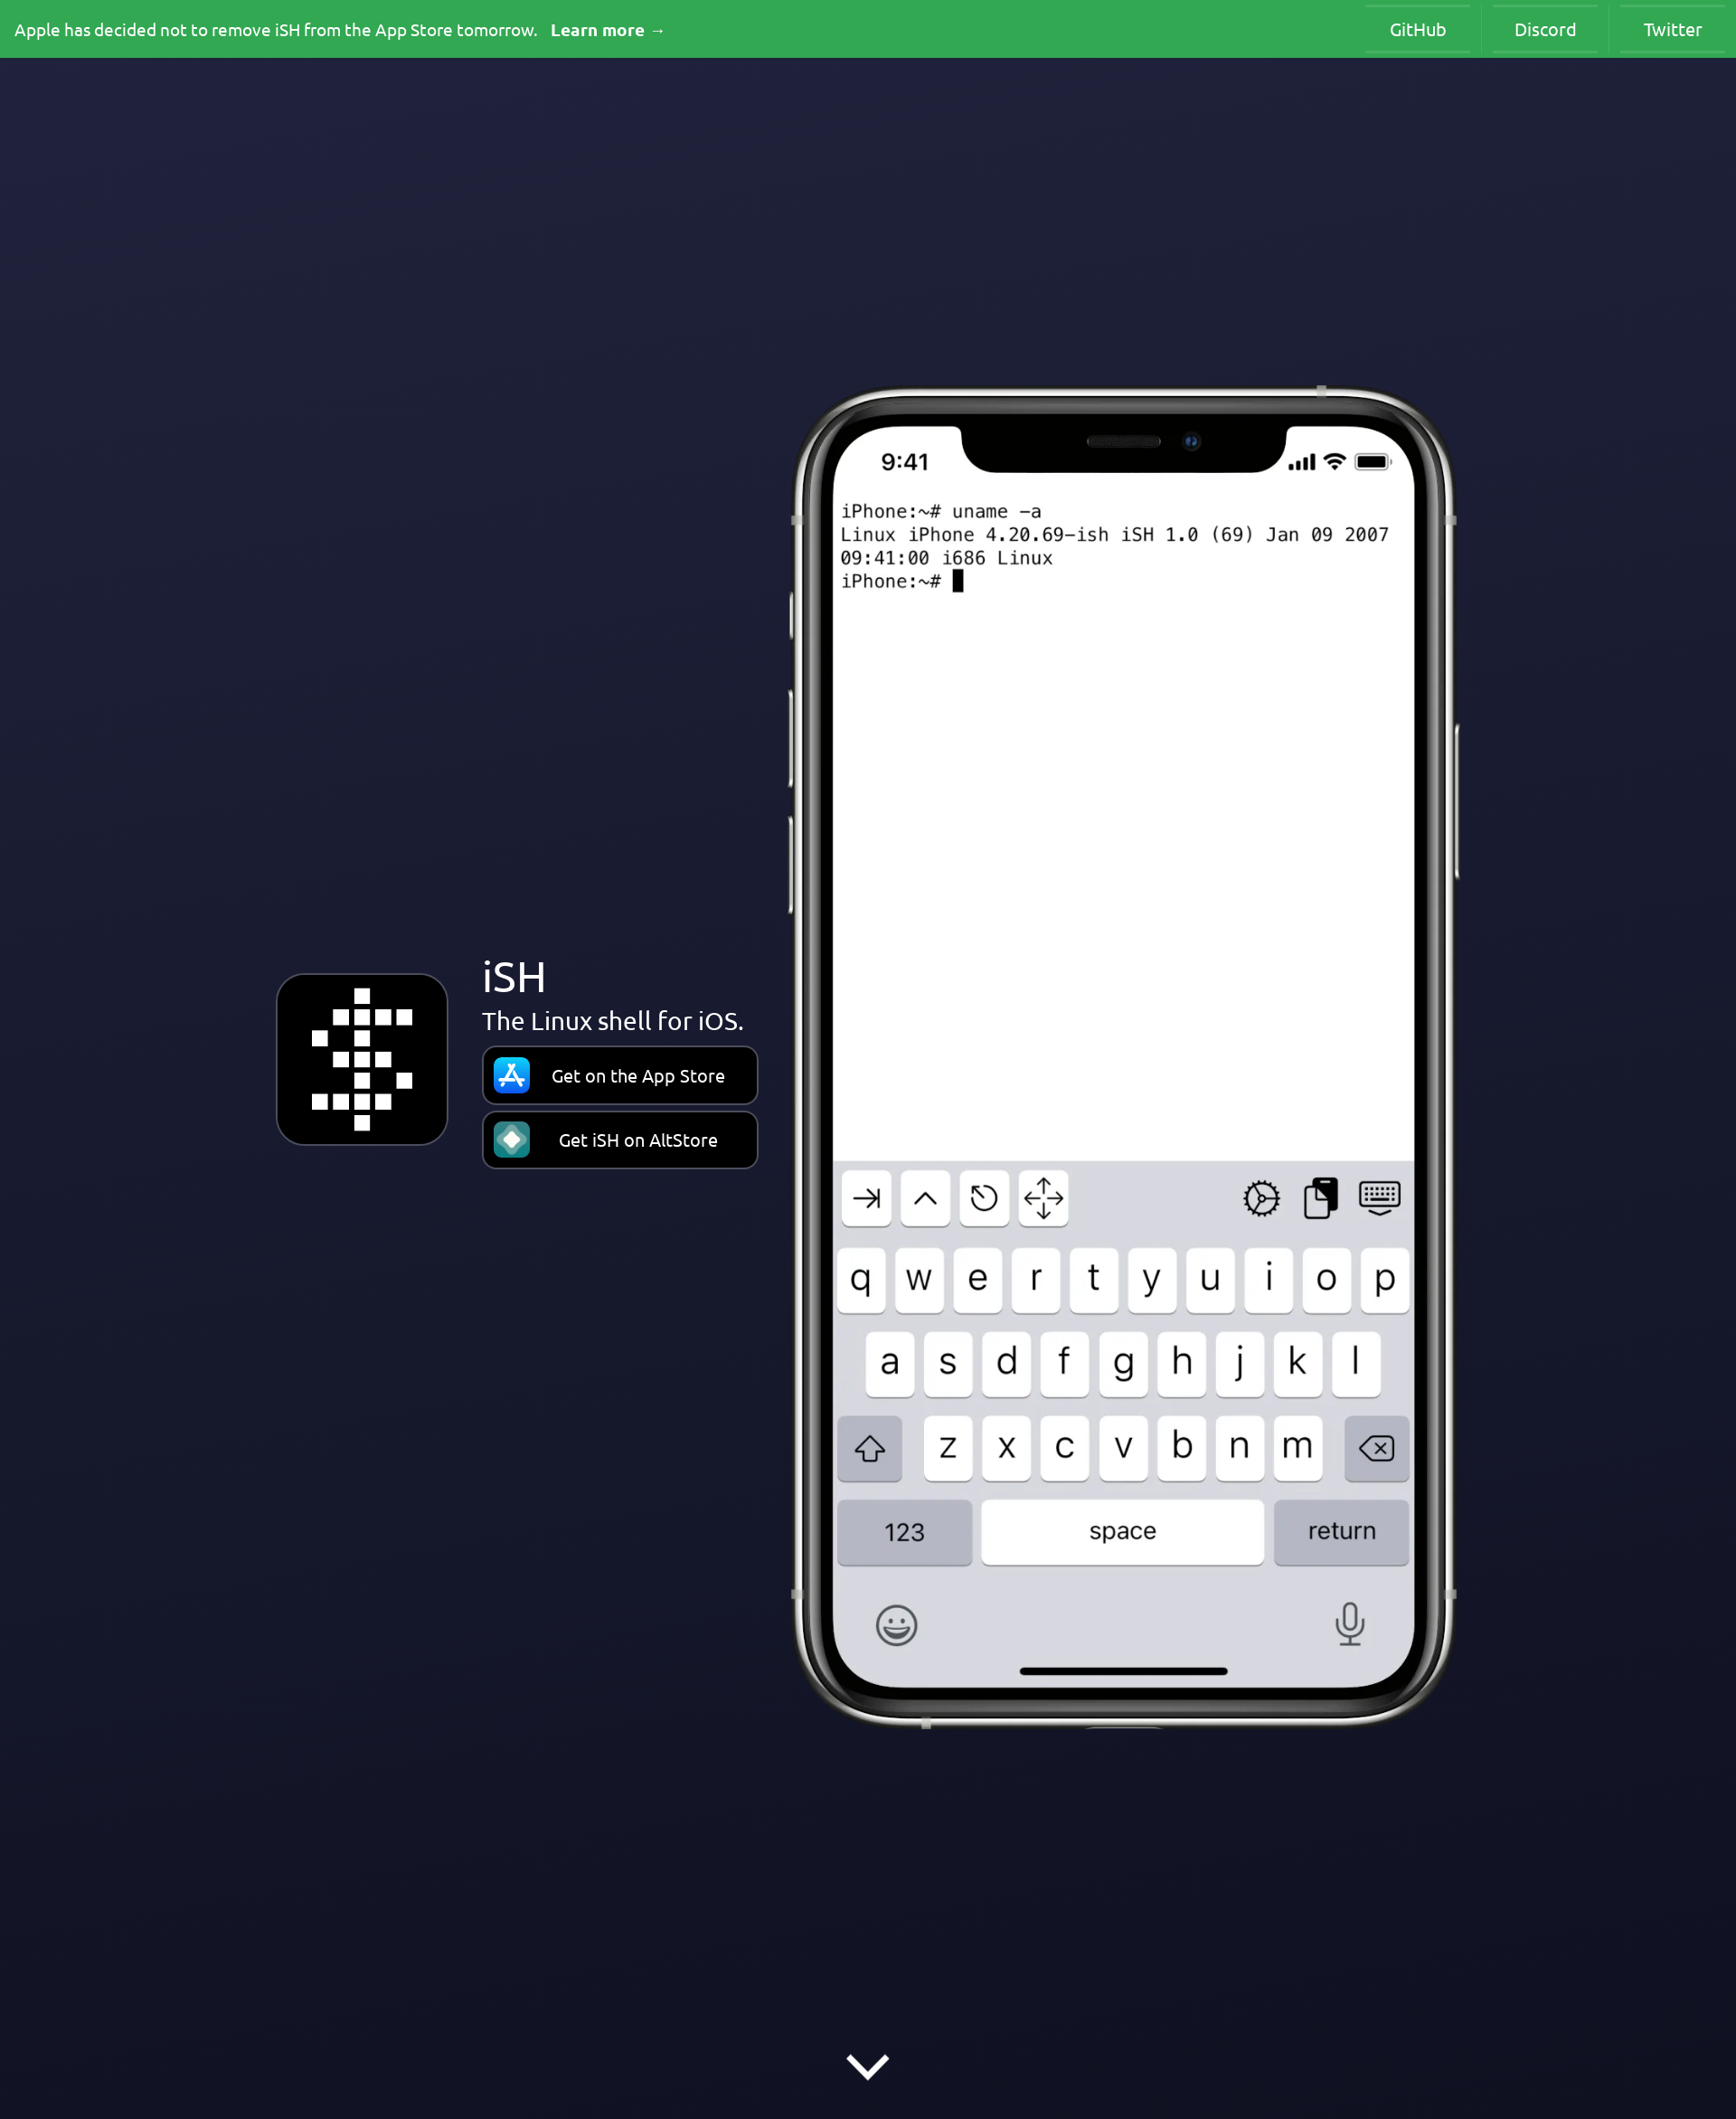 Apple has decided not to remove iSH from the App Store tomorrow. Learn more →
GitHub
Discord
Twitter
iSH
The Linux shell for iOS.
Get on the App Store
Get iSH on AltStore
9:41
iPhone:~# uname -a
Linux iPhone 4.20.69-ish iSH 1.0 (69) Jan 09 2007
09:41:00 i686 Linux
iPhone:~#
q w e r t y u i o p
a s d f g h j k l
z x c v b n m
123 space return